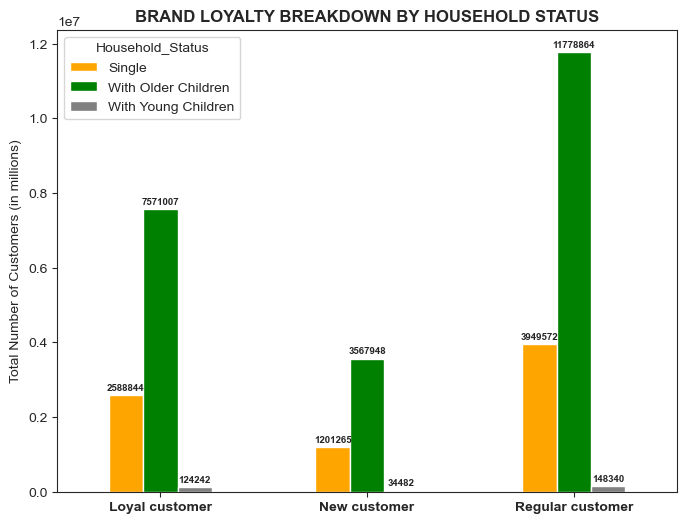 BRAND LOYALTY BREAKDOWN BY HOUSEHOLD STATUS
1e7
Household_Status
Single
With Older Children
With Young Children
Total Number of Customers (in millions)
1.2
1.0
0.8
0.6
0.4
0.2
0.0
2588844
7571007
124242
1201265
3567948
34482
3949572
11778864
148340
Loyal customer
New customer
Regular customer